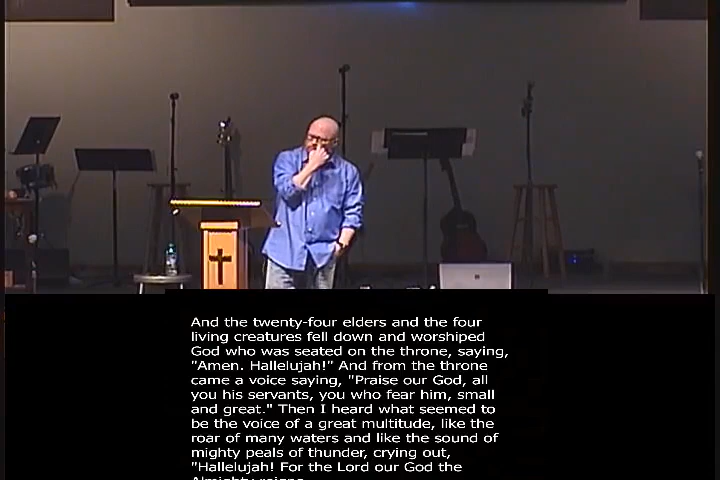 And the twenty-four elders and the four
living creatures fell down and worshiped
God who was seated on the throne, saying,
"Amen. Hallelujah!" And from the throne
came a voice saying, "Praise our God, all
you his servants, you who fear him, small
and great." Then I heard what seemed to
be the voice of a great multitude, like the
roar of many waters and like the sound of
mighty peals of thunder, crying out,
"Hallelujah! For the Lord our God the
Almighty reigns